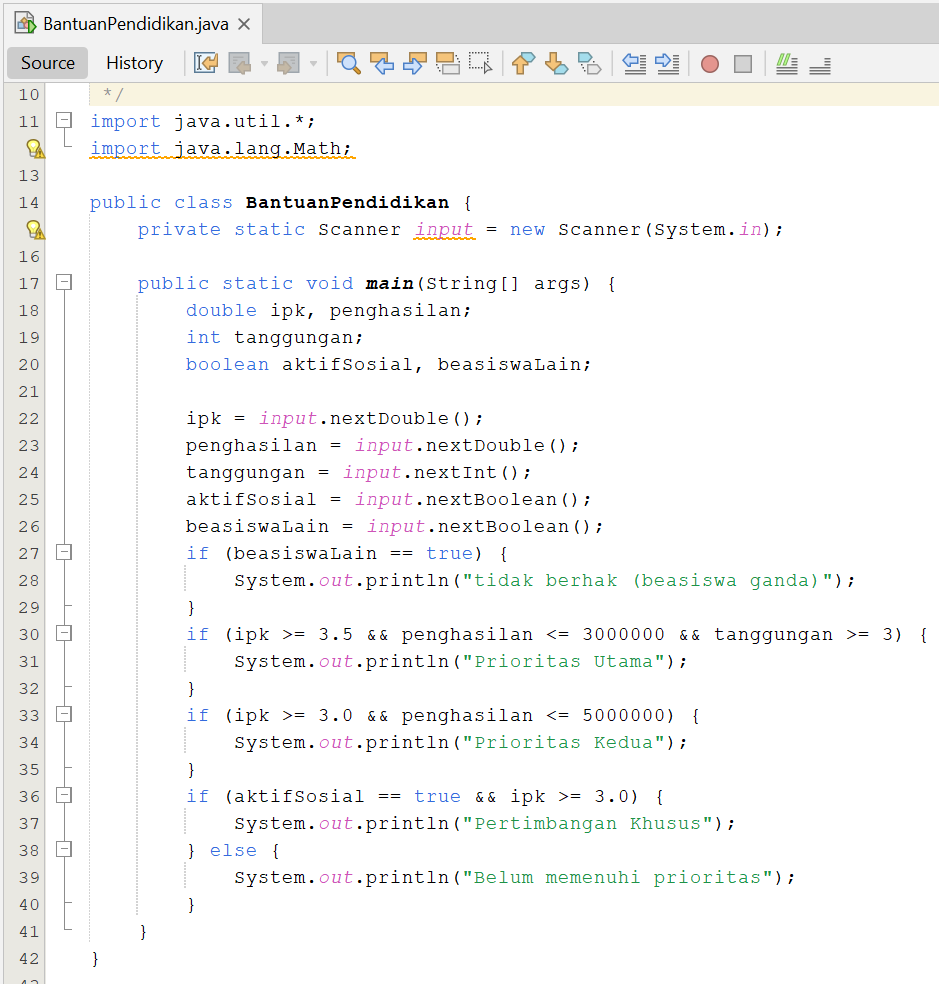 BantuanPendidikan.java
Source History
10 */
11 import java.util.*;
import java.lang.Math;
13
14 public class BantuanPendidikan {
private static Scanner input = new Scanner(System.in);
16
17 public static void main(String[] args) {
18 double ipk, penghasilan;
19 int tanggungan;
20 boolean aktifSosial, beasiswaLain;
21
22 ipk = input.nextDouble();
23 penghasilan = input.nextDouble();
24 tanggungan = input.nextInt();
25 aktifSosial = input.nextBoolean();
26 beasiswaLain = input.nextBoolean();
27 if (beasiswaLain == true) {
28 System.out.println("tidak berhak (beasiswa ganda)");
29 }
30 if (ipk >= 3.5 && penghasilan <= 3000000 && tanggungan >= 3) {
31 System.out.println("Prioritas Utama");
32 }
33 if (ipk >= 3.0 && penghasilan <= 5000000) {
34 System.out.println("Prioritas Kedua");
35 }
36 if (aktifSosial == true && ipk >= 3.0) {
37 System.out.println("Pertimbangan Khusus");
38 } else {
39 System.out.println("Belum memenuhi prioritas");
40 }
41 }
42 }